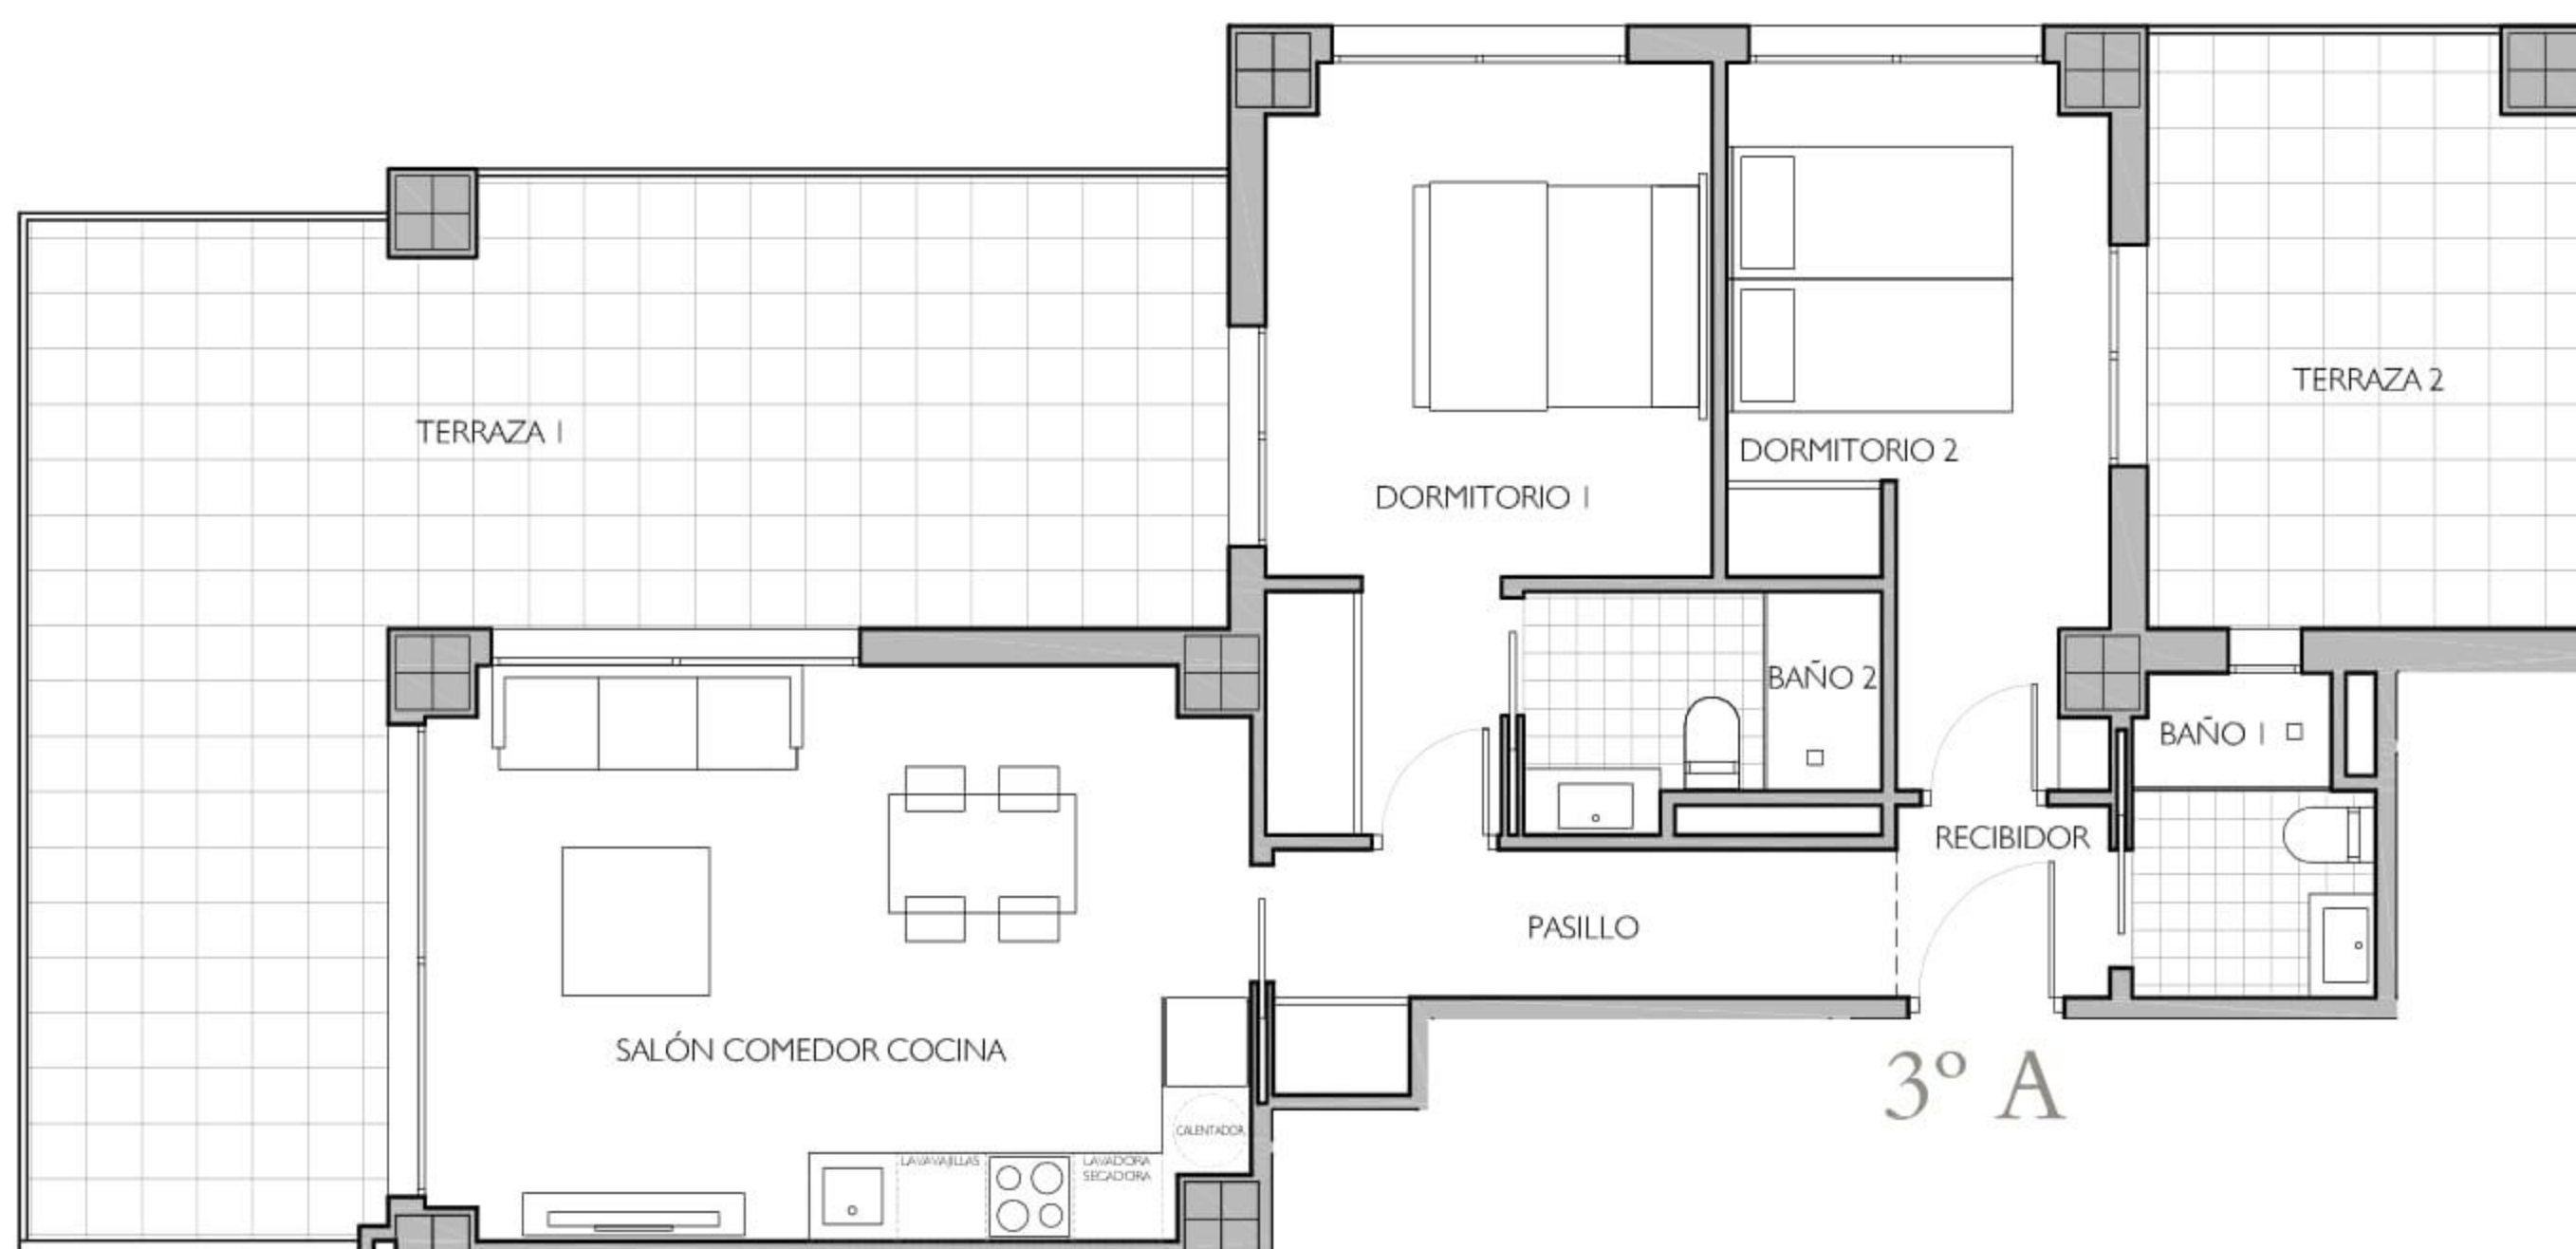 TERRAZA 1
DORMITORIO 1
DORMITORIO 2
TERRAZA 2
BAÑO 2
BAÑO 1
RECIBIDOR
PASILLO
SALÓN COMEDOR COCINA
CALENTADOR
LAVAVAJILLAS
LAVADORA
SECADORA
3º A